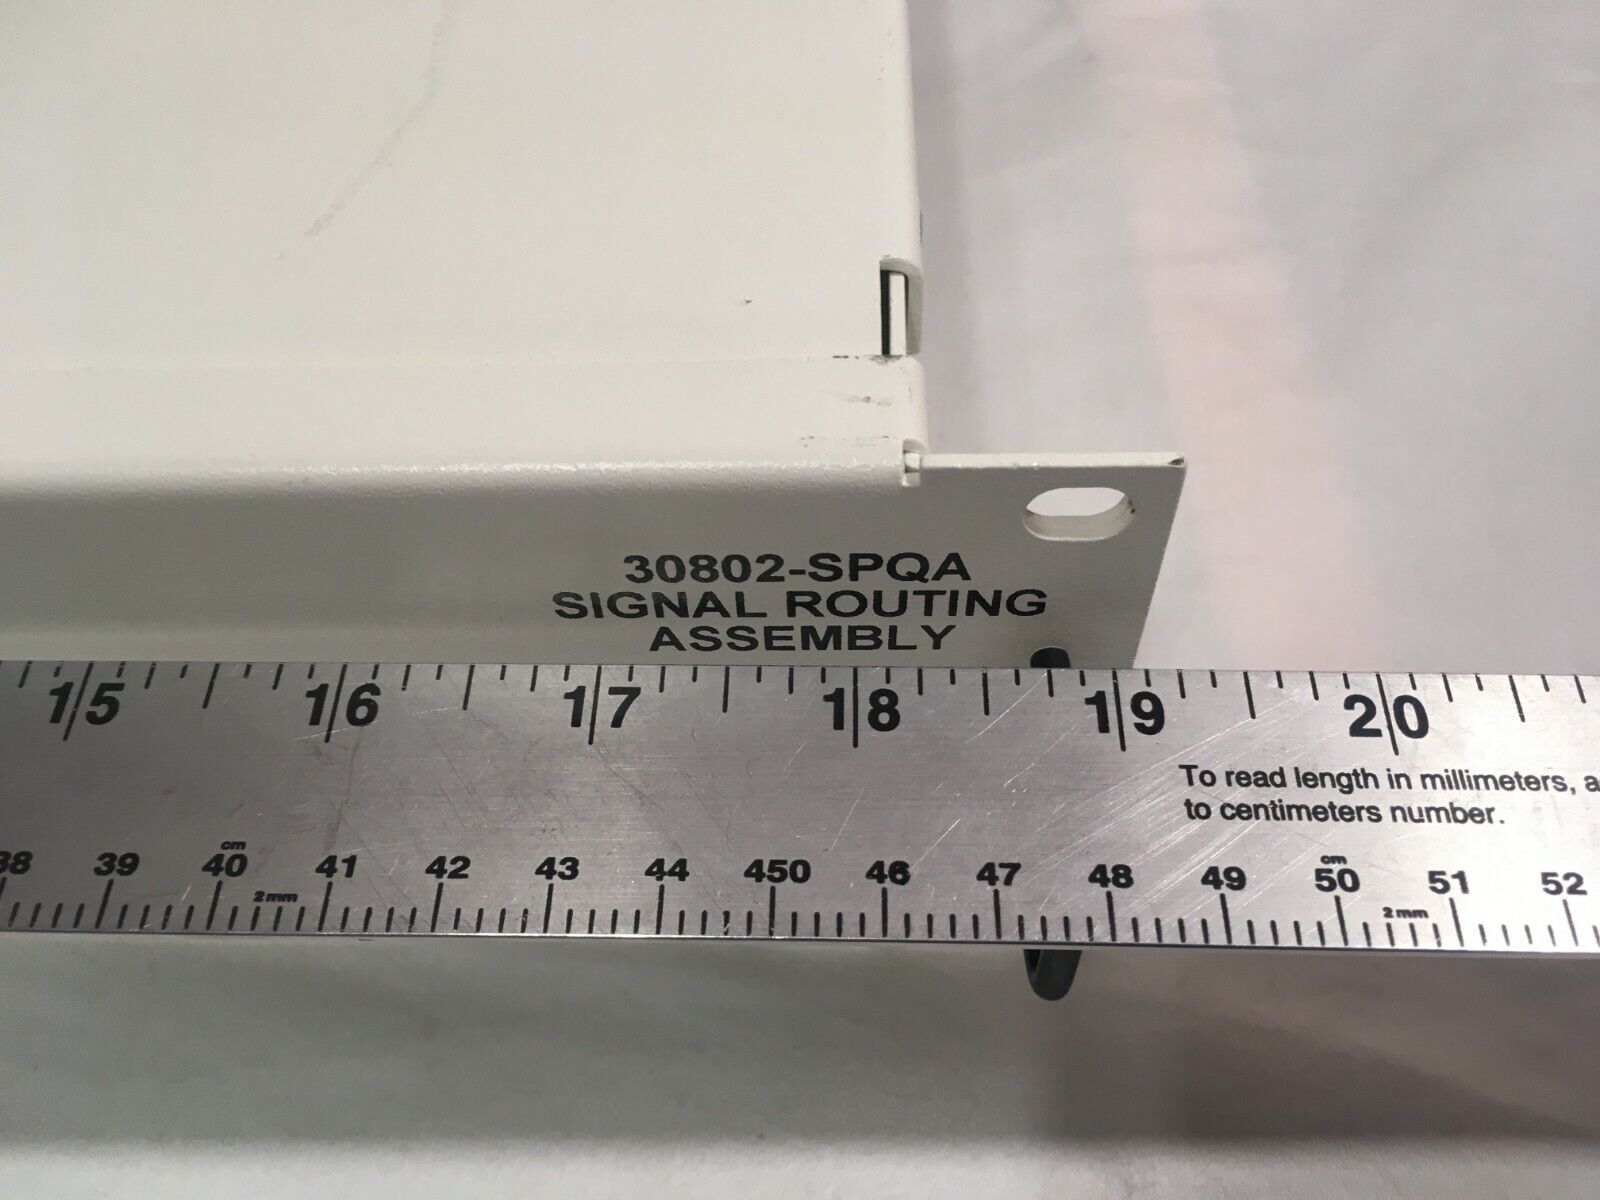 30802-SPQA
SIGNAL ROUTING
ASSEMBLY
15 16 17 18 19 20
To read length in millimeters, a
to centimeters number.
38 39 cm 40 41 42 43 44 450 46 47 48 49 cm 50 51 52
2mm 2mm